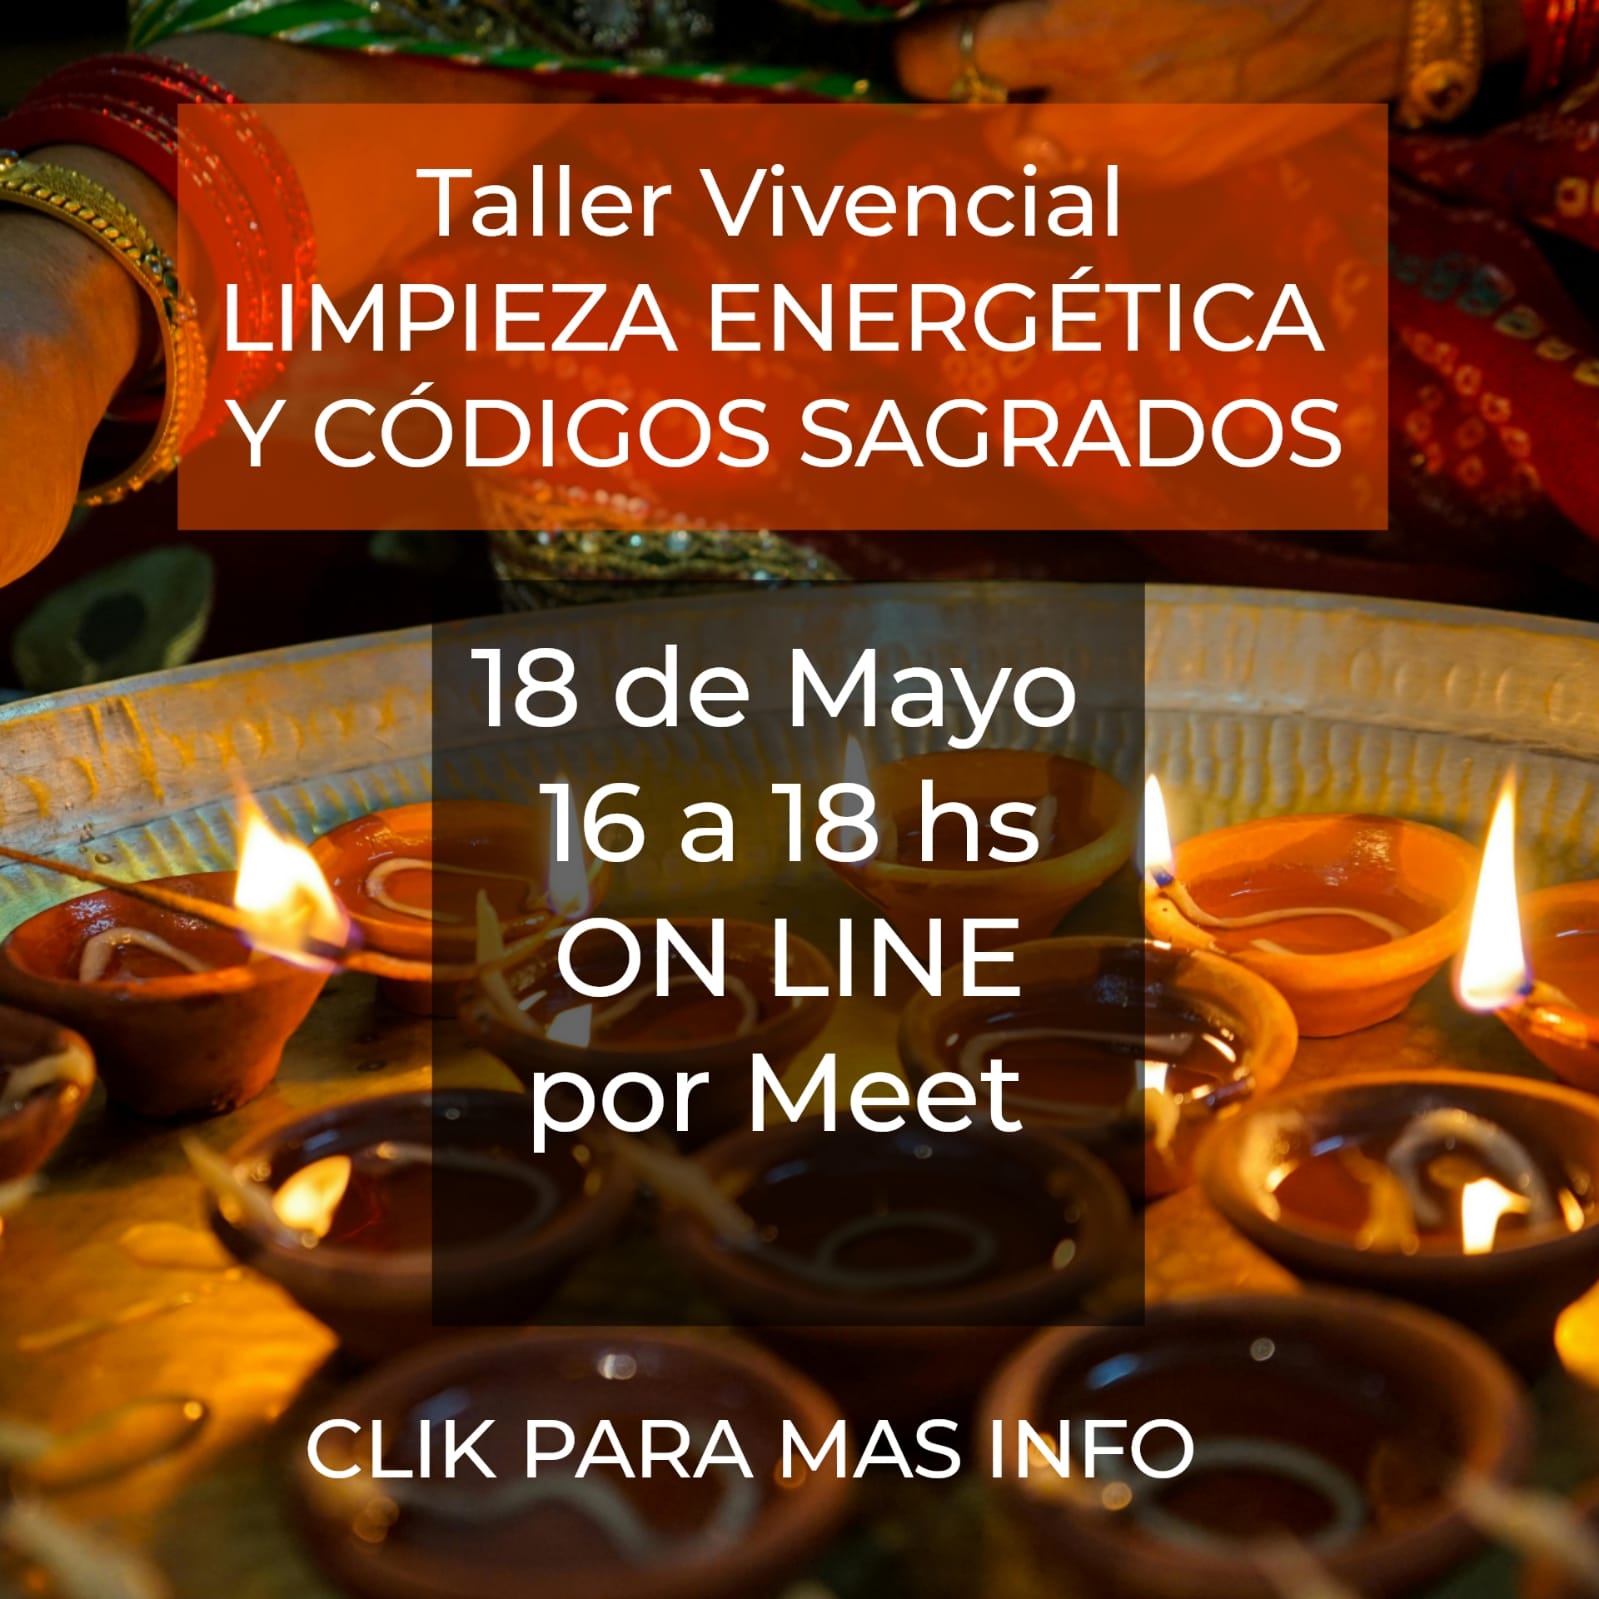 Taller Vivencial
LIMPIEZA ENERGÉTICA
Y CÓDIGOS SAGRADOS
18 de Mayo
16 a 18 hs
ON LINE
por Meet
CLIK PARA MAS INFO